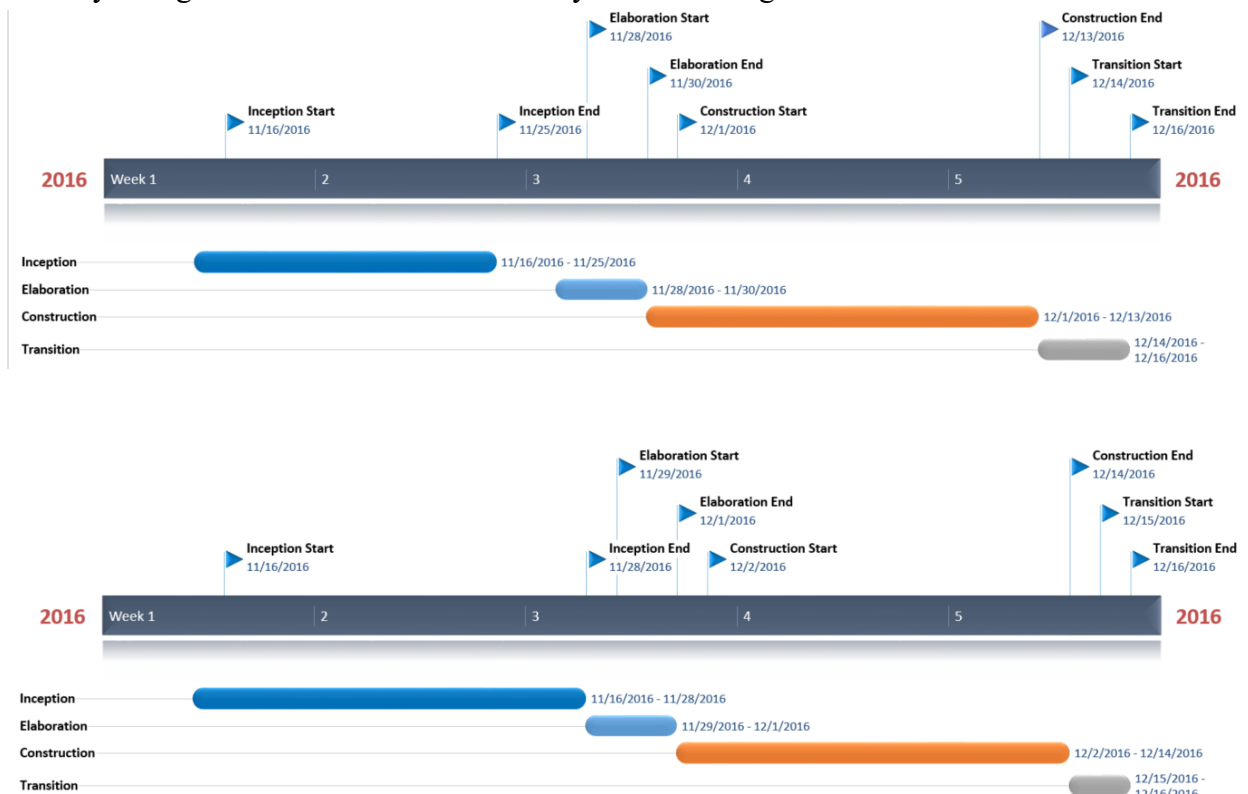 Elaboration Start
11/28/2016
Construction End
12/13/2016
Elaboration End
11/30/2016
Transition Start
12/14/2016
Inception Start
11/16/2016
Inception End
11/25/2016
Construction Start
12/1/2016
Transition End
12/16/2016
2016 Week 1 2 3 4 5 2016
Inception 11/16/2016 - 11/25/2016
Elaboration 11/28/2016 - 11/30/2016
Construction 12/1/2016 - 12/13/2016
Transition 12/14/2016 -
12/16/2016
Elaboration Start
11/29/2016
Construction End
12/14/2016
Elaboration End
12/1/2016
Transition Start
12/15/2016
Inception Start
11/16/2016
Inception End
11/28/2016
Construction Start
12/2/2016
Transition End
12/16/2016
2016 Week 1 2 3 4 5 2016
Inception 11/16/2016 - 11/28/2016
Elaboration 11/29/2016 - 12/1/2016
Construction 12/2/2016 - 12/14/2016
Transition 12/15/2016 -
12/16/2016